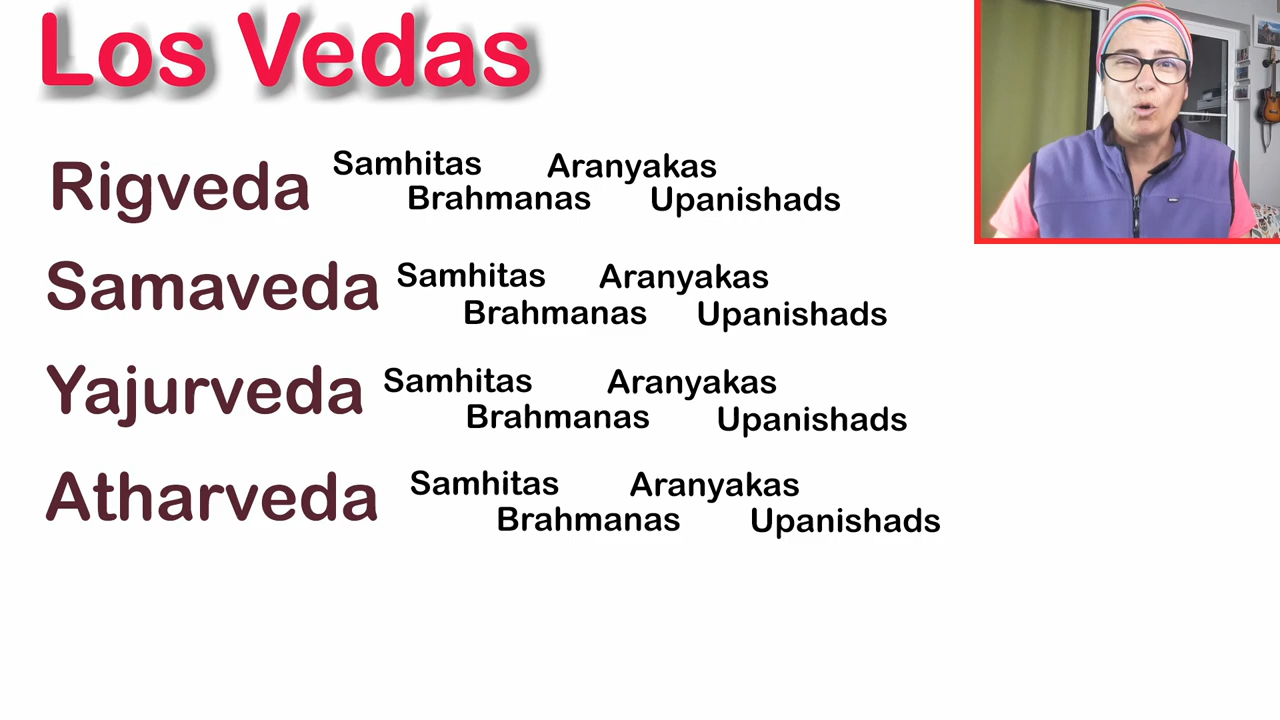 Los Vedas
Rigveda Samhitas Aranyakas
Brahmanas Upanishads
Samaveda Samhitas Aranyakas
Brahmanas Upanishads
Yajurveda Samhitas Aranyakas
Brahmanas Upanishads
Atharveda Samhitas Aranyakas
Brahmanas Upanishads